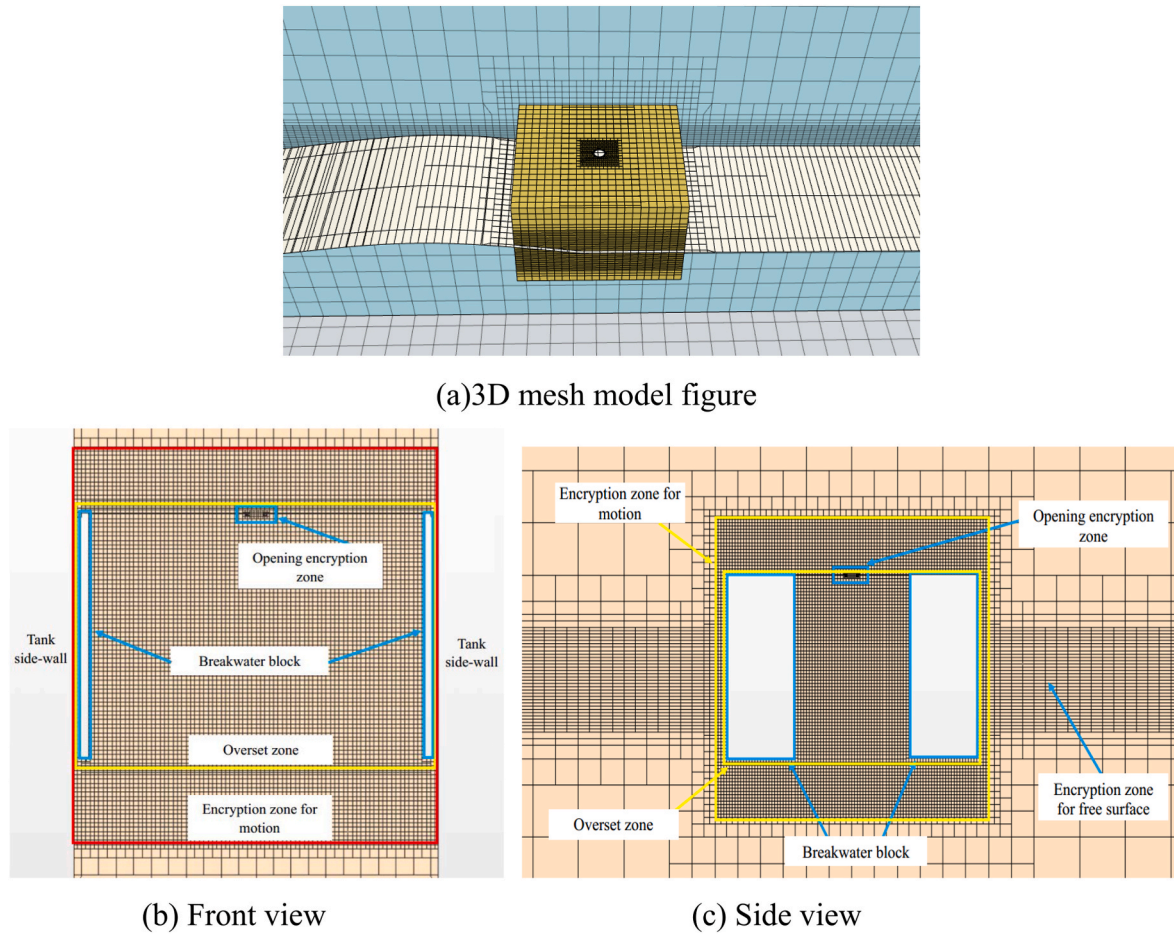 (a)3D mesh model figure
Opening encryption
zone
Tank
side-wall
Breakwater block
Tank
side-wall
Overset zone
Encryption zone for
motion
(b) Front view
Encryption zone for
motion
Opening encryption
zone
Encryption zone
for free surface
Overset zone
Breakwater block
(c) Side view